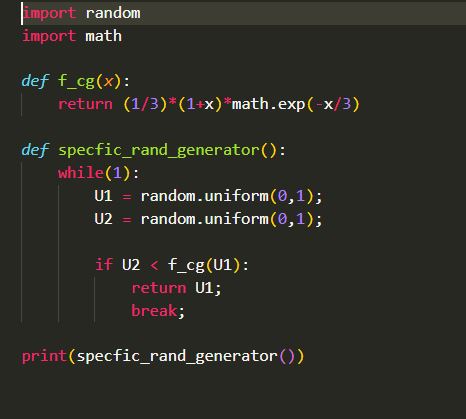 import random
import math
def f_cg(x):
return (1/3)*(1+x)*math.exp(-x/3)
def specfic_rand_generator():
while(1):
U1 = random.uniform(0,1);
U2 = random.uniform(0,1);
if U2 < f_cg(U1):
return U1;
break;
print(specfic_rand_generator())